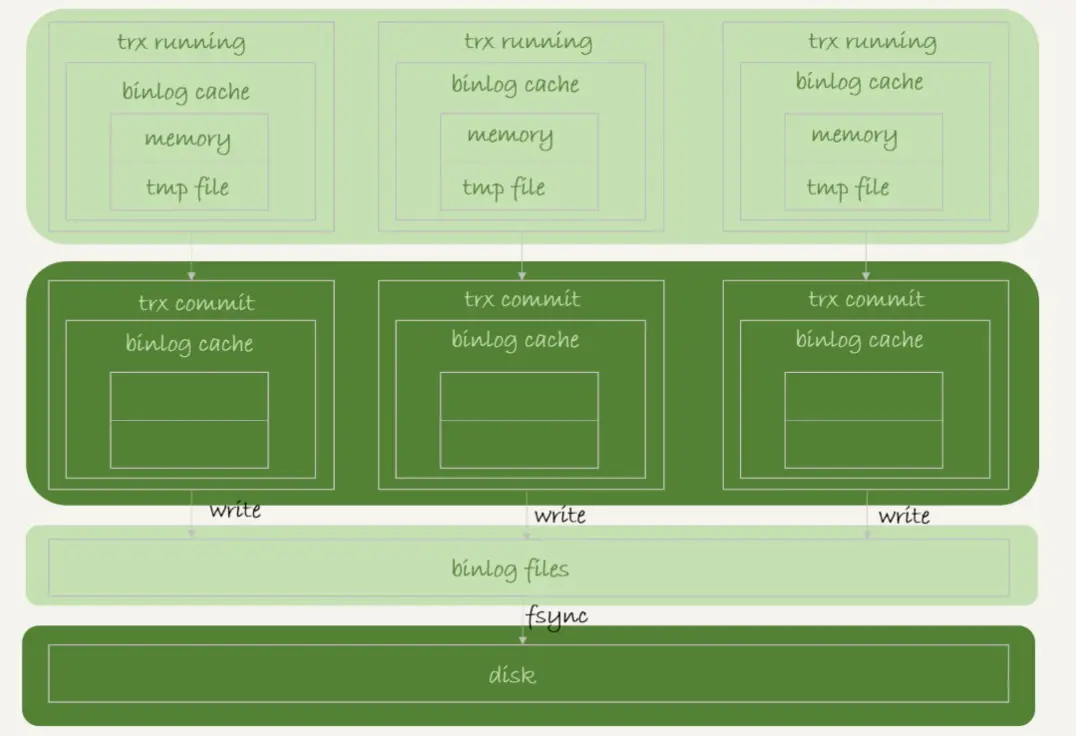 trx running
trx running
trx running
binlog cache
binlog cache
binlog cache
memory
memory
memory
tmp file
tmp file
tmp file
trx commit
trx commit
trx commit
binlog cache
binlog cache
binlog cache
write
write
write
binlog files
fsync
disk